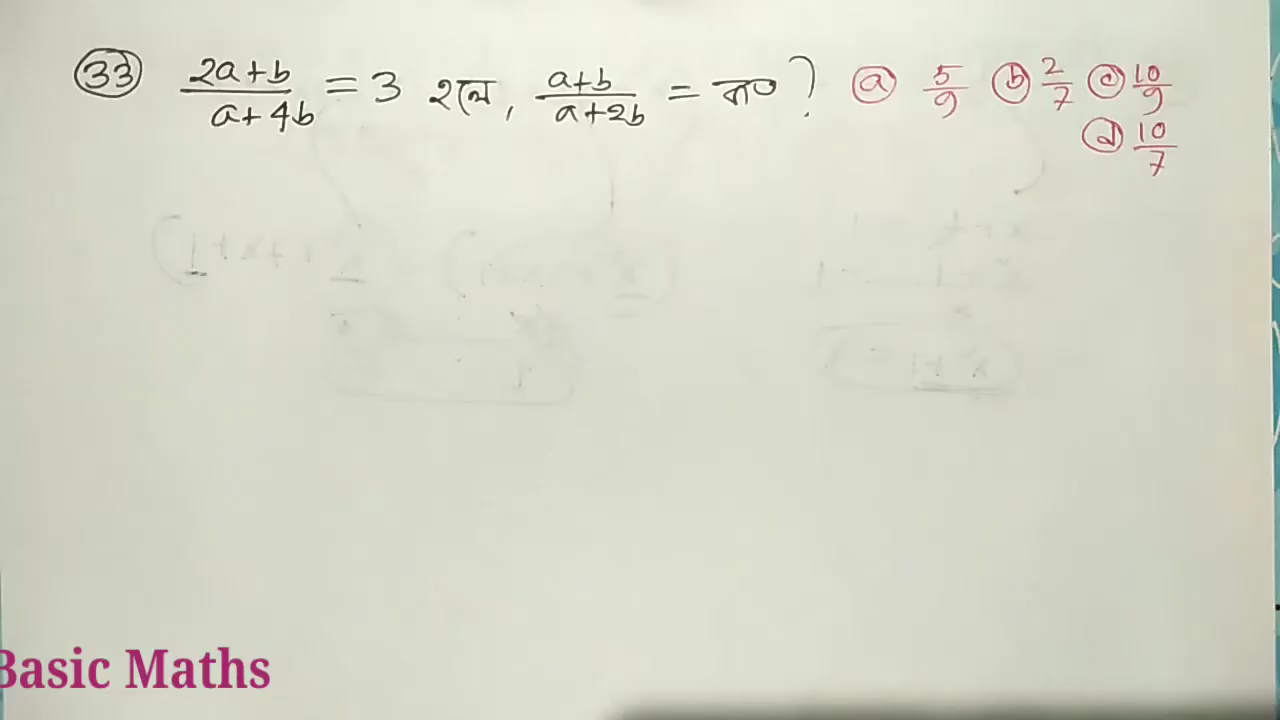 33 (2a+b)/(a+4b) = 3 হলে, (a+b)/(a+2b) = কত? ⓐ 5/9 ⓑ 2/7 ⓒ 10/9
ⓓ 10/7
Basic Maths